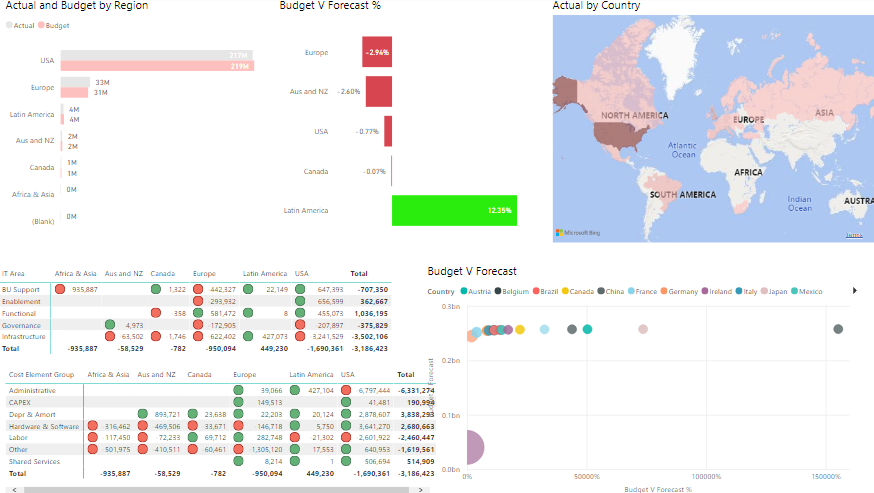 Actual and Budget by Region
Actual Budget
USA 217M
219M
Europe 33M
31M
Latin America 4M
4M
Aus and NZ 2M
2M
Canada 1M
1M
Africa & Asia 0M
(Blank) 0M
Budget V Forecast %
Europe -2.94%
Aus and NZ -2.60%
USA -0.77%
Canada -0.07%
Latin America 12.35%
Actual by Country
NORTH AMERICA
EUROPE
ASIA
Atlantic
Ocean
AFRICA
SOUTH AMERICA
Indian
Ocean
AUSTRA
Microsoft Bing
Terms
IT Area Africa & Asia Aus and NZ Canada Europe Latin America USA Total
BU Support 935,887 1,322 442,327 22,149 647,393 -707,350
Enablement 293,932 656,599 362,667
Functional 358 581,472 8 455,073 1,036,195
Governance 4,973 -172,905 -207,897 -375,829
Infrastructure 63,502 1,746 622,402 427,073 3,241,529 -3,502,106
Total -935,887 -58,529 -782 -950,094 449,230 -1,690,361 -3,186,423
Cost Element Group Africa & Asia Aus and NZ Canada Europe Latin America USA Total
Administrative 39,066 427,104 6,797,444 -6,331,274
CAPEX 149,513 41,481 190,994
Depr & Amort 893,721 23,638 22,203 20,124 2,878,607 3,838,293
Hardware & Software 316,462 469,506 33,671 -146,718 5,750 3,641,270 2,680,663
Labor 117,450 -72,233 69,712 282,748 -21,302 2,601,922 -2,460,447
Other 501,975 410,511 60,461 1,305,120 17,553 640,953 -1,619,561
Shared Services 8,214 1 506,694 514,909
Total -935,887 -58,529 -782 -950,094 449,230 -1,690,361 -3,186,423
Budget V Forecast
Country Austria Belgium Brazil Canada China France Germany Ireland Italy Japan Mexico
0.3bn
0.2bn
0.1bn
0.0bn
Forecast
0% 50000% 100000% 150000%
Budget V Forecast %